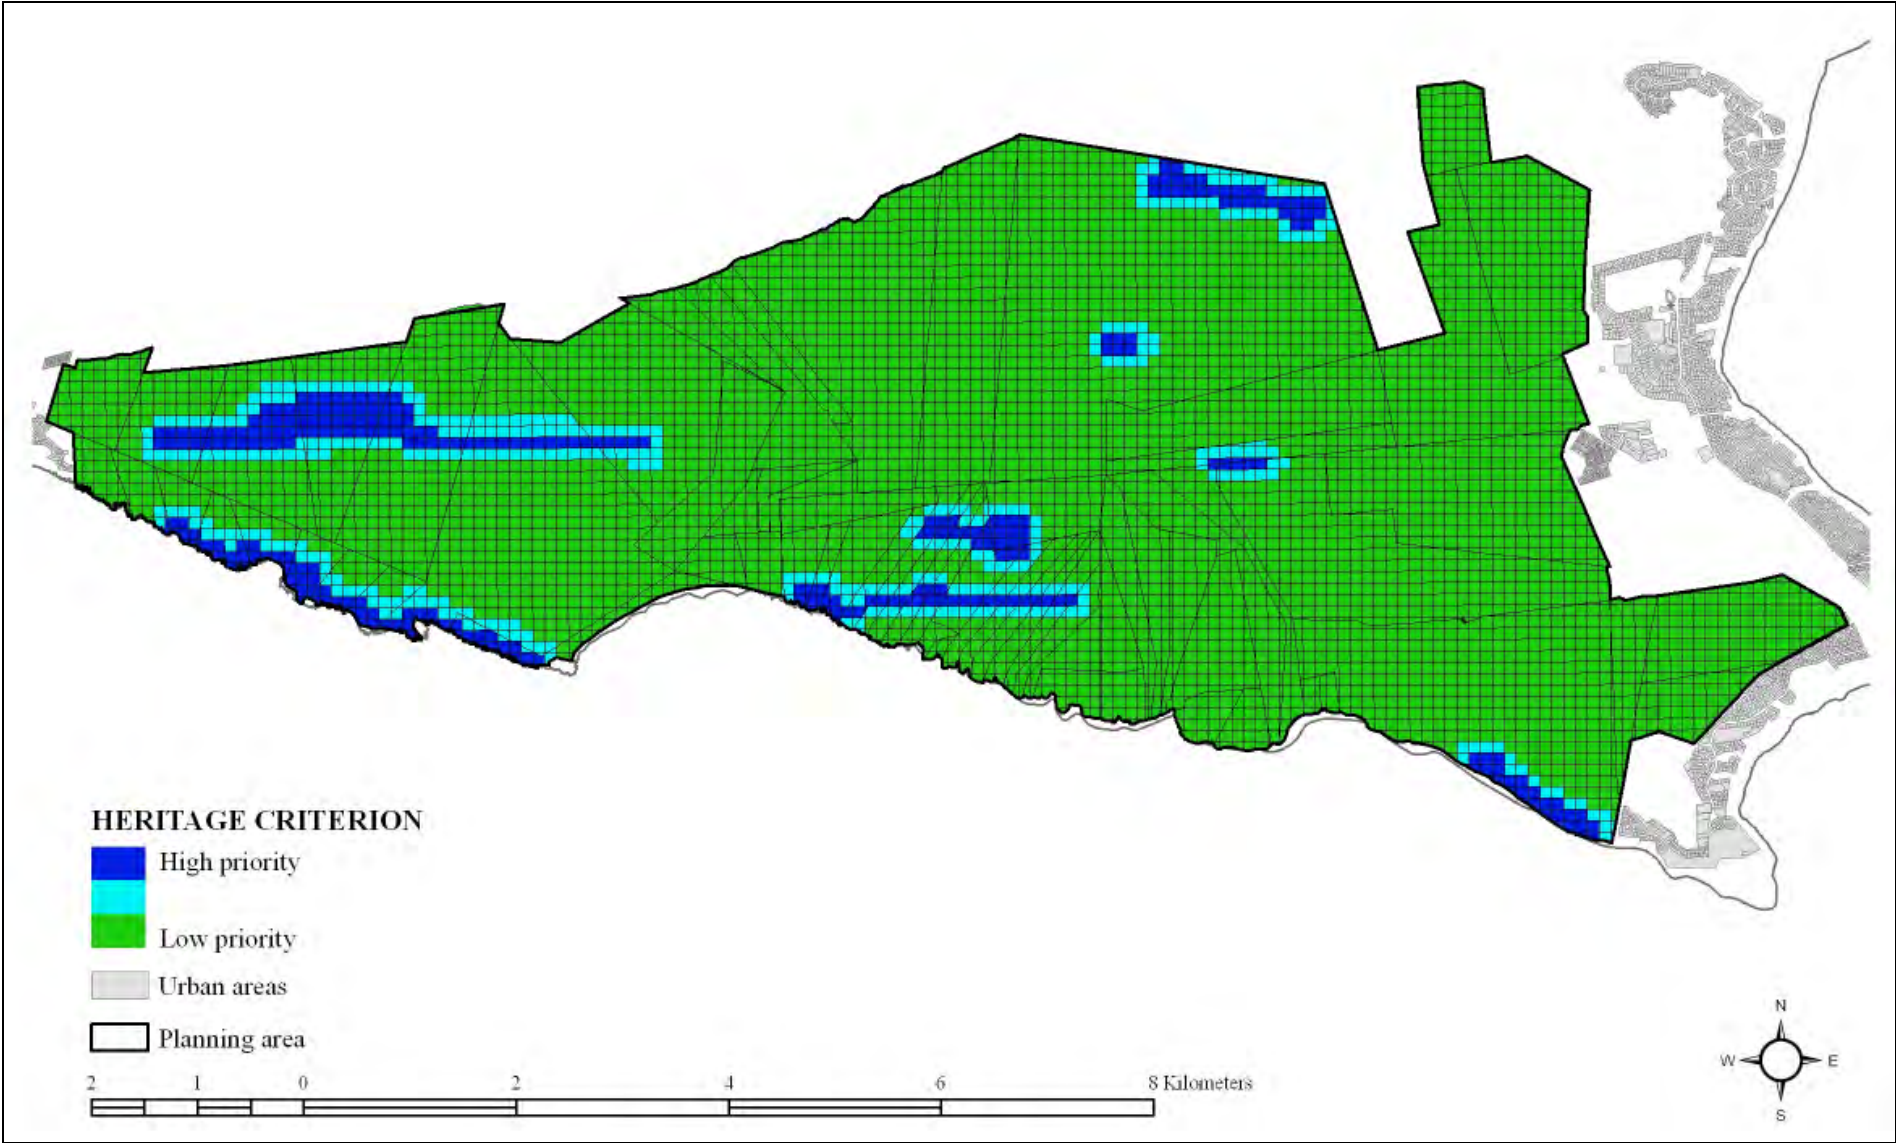 HERITAGE CRITERION
High priority
Low priority
Urban areas
Planning area
2 1 0 2 4 6 8 Kilometers
N
W E
S